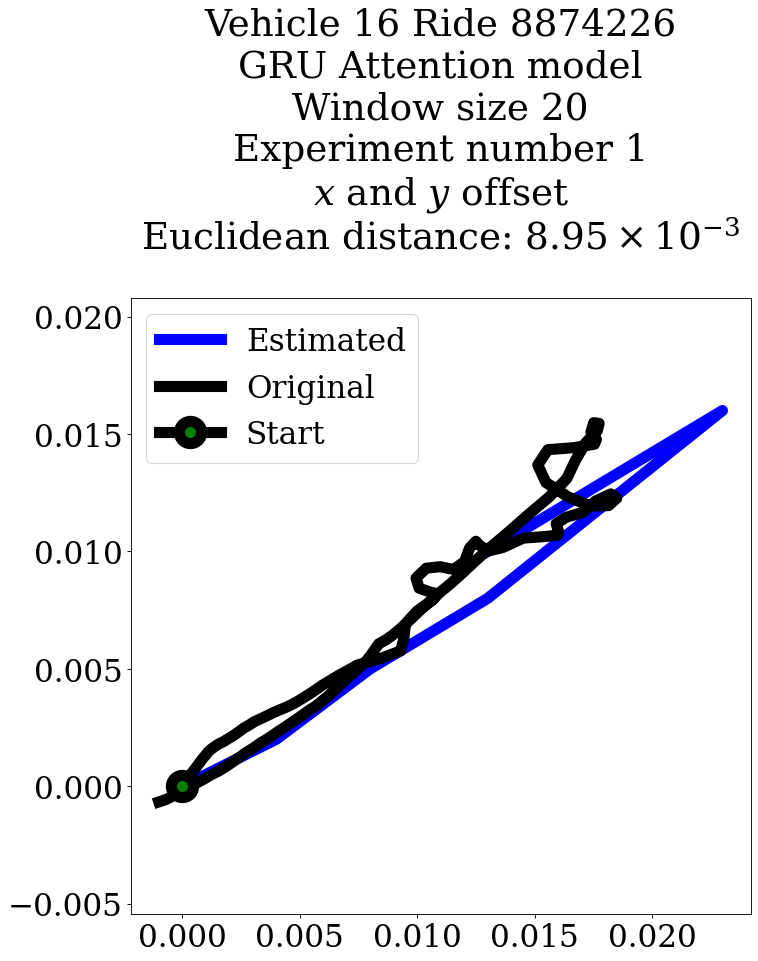 Vehicle 16 Ride 8874226
GRU Attention model
Window size 20
Experiment number 1
x and y offset
Euclidean distance: 8.95 × 10⁻³
Estimated
Original
Start
0.020
0.015
0.010
0.005
0.000
−0.005
0.000 0.005 0.010 0.015 0.020